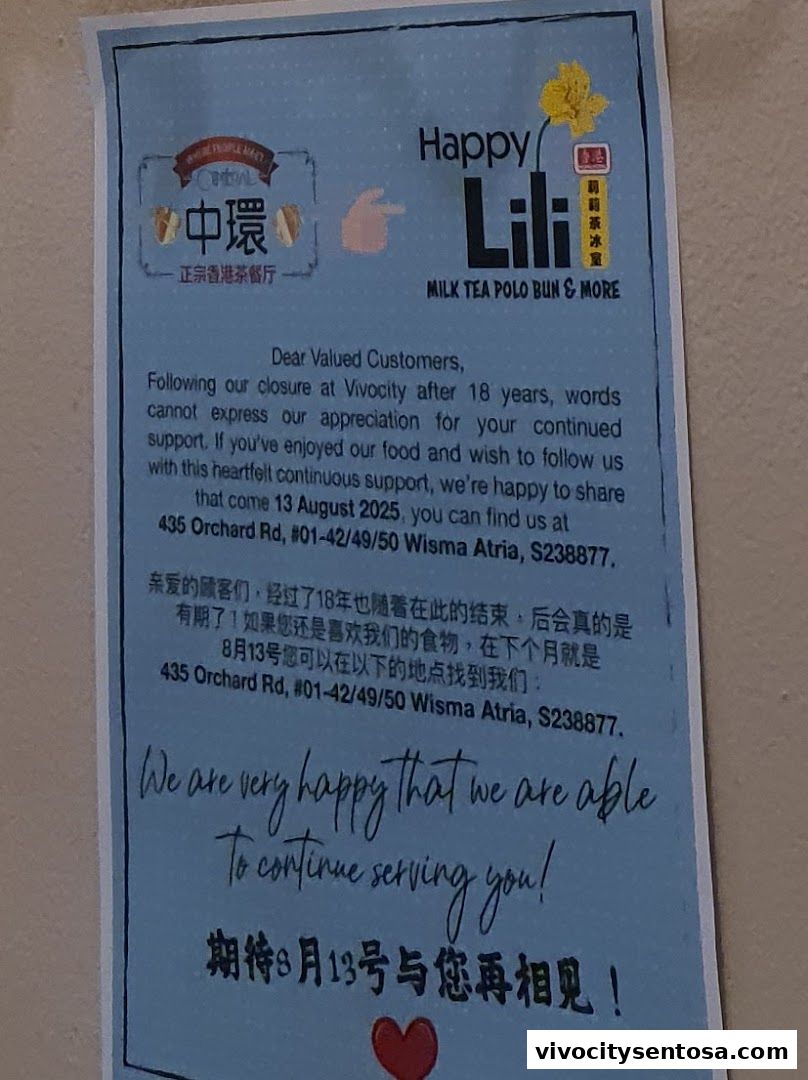 WHERE PEOPLE MEET
CENTRAL
中環
正宗香港茶餐厅
Happy
Lili
香港
莉莉茶冰室
MILK TEA POLO BUN & MORE
Dear Valued Customers,
Following our closure at Vivocity after 18 years, words
cannot express our appreciation for your continued
support. If you've enjoyed our food and wish to follow us
with this heartfelt continuous support, we're happy to share
that come 13 August 2025, you can find us at
435 Orchard Rd, #01-42/49/50 Wisma Atria, S238877.
亲爱的顾客们，经过了18年也随着在此的结束，后会真的是
有期了！如果您还是喜欢我们的食物，在下个月就是
8月13号您可以在以下的地点找到我们：
435 Orchard Rd, #01-42/49/50 Wisma Atria, S238877.
We are very happy that we are able
to continue serving you!
期待8月13号与您再相见！
vivocitysentosa.com